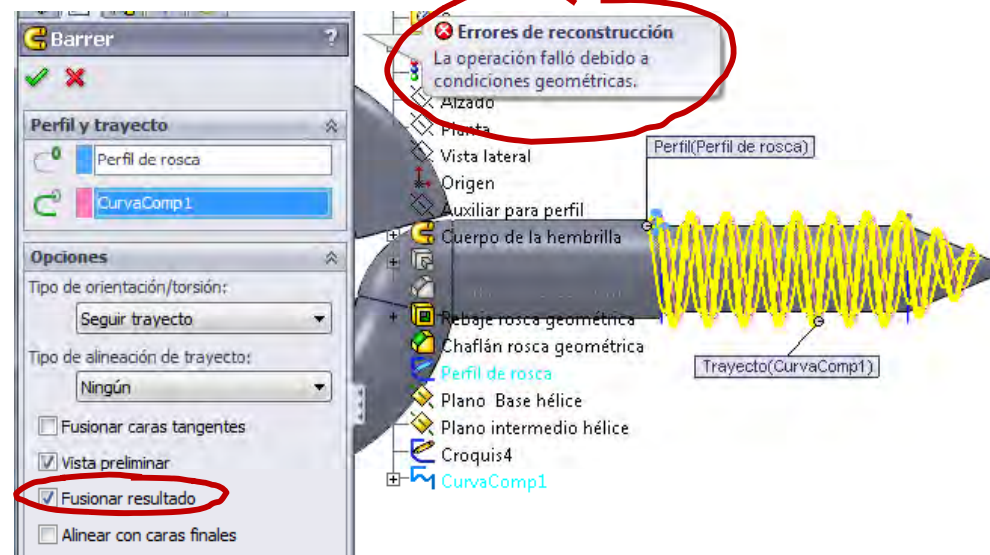 Barrer ?
Perfil y trayecto
Perfil de rosca
CurvaComp1
Opciones
Tipo de orientación/torsión:
Seguir trayecto
Tipo de alineación de trayecto:
Ningún
Fusionar caras tangentes
Vista preliminar
Fusionar resultado
Alinear con caras finales
Errores de reconstrucción
La operación falló debido a
condiciones geométricas.
Alzado
Planta
Vista lateral
Origen
Auxiliar para perfil
Cuerpo de la hembrilla
Rebaje rosca geométrica
Chaflán rosca geométrica
Perfil de rosca
Plano Base hélice
Plano intermedio hélice
Croquis4
CurvaComp1
Perfil(Perfil de rosca)
Trayecto(CurvaComp1)